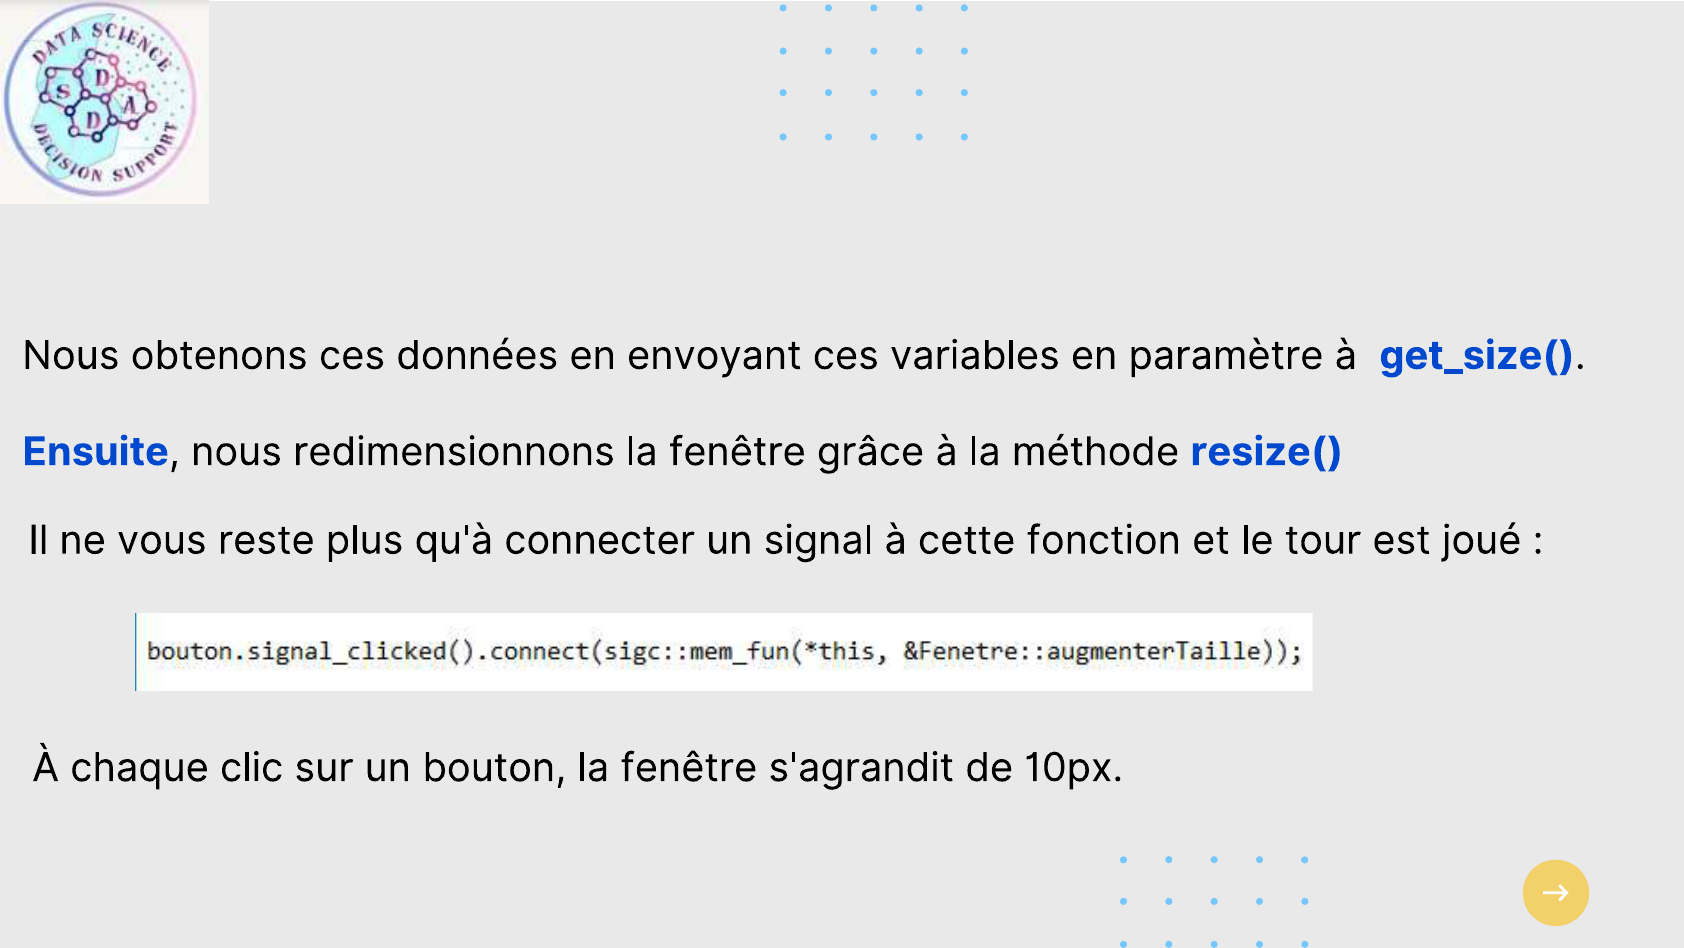 DATA SCIENCE
S D D A
DECISION SUPPORT
Nous obtenons ces données en envoyant ces variables en paramètre à get_size().
Ensuite, nous redimensionnons la fenêtre grâce à la méthode resize()
Il ne vous reste plus qu'à connecter un signal à cette fonction et le tour est joué :
bouton.signal_clicked().connect(sigc::mem_fun(*this, &Fenetre::augmenterTaille));
À chaque clic sur un bouton, la fenêtre s'agrandit de 10px.